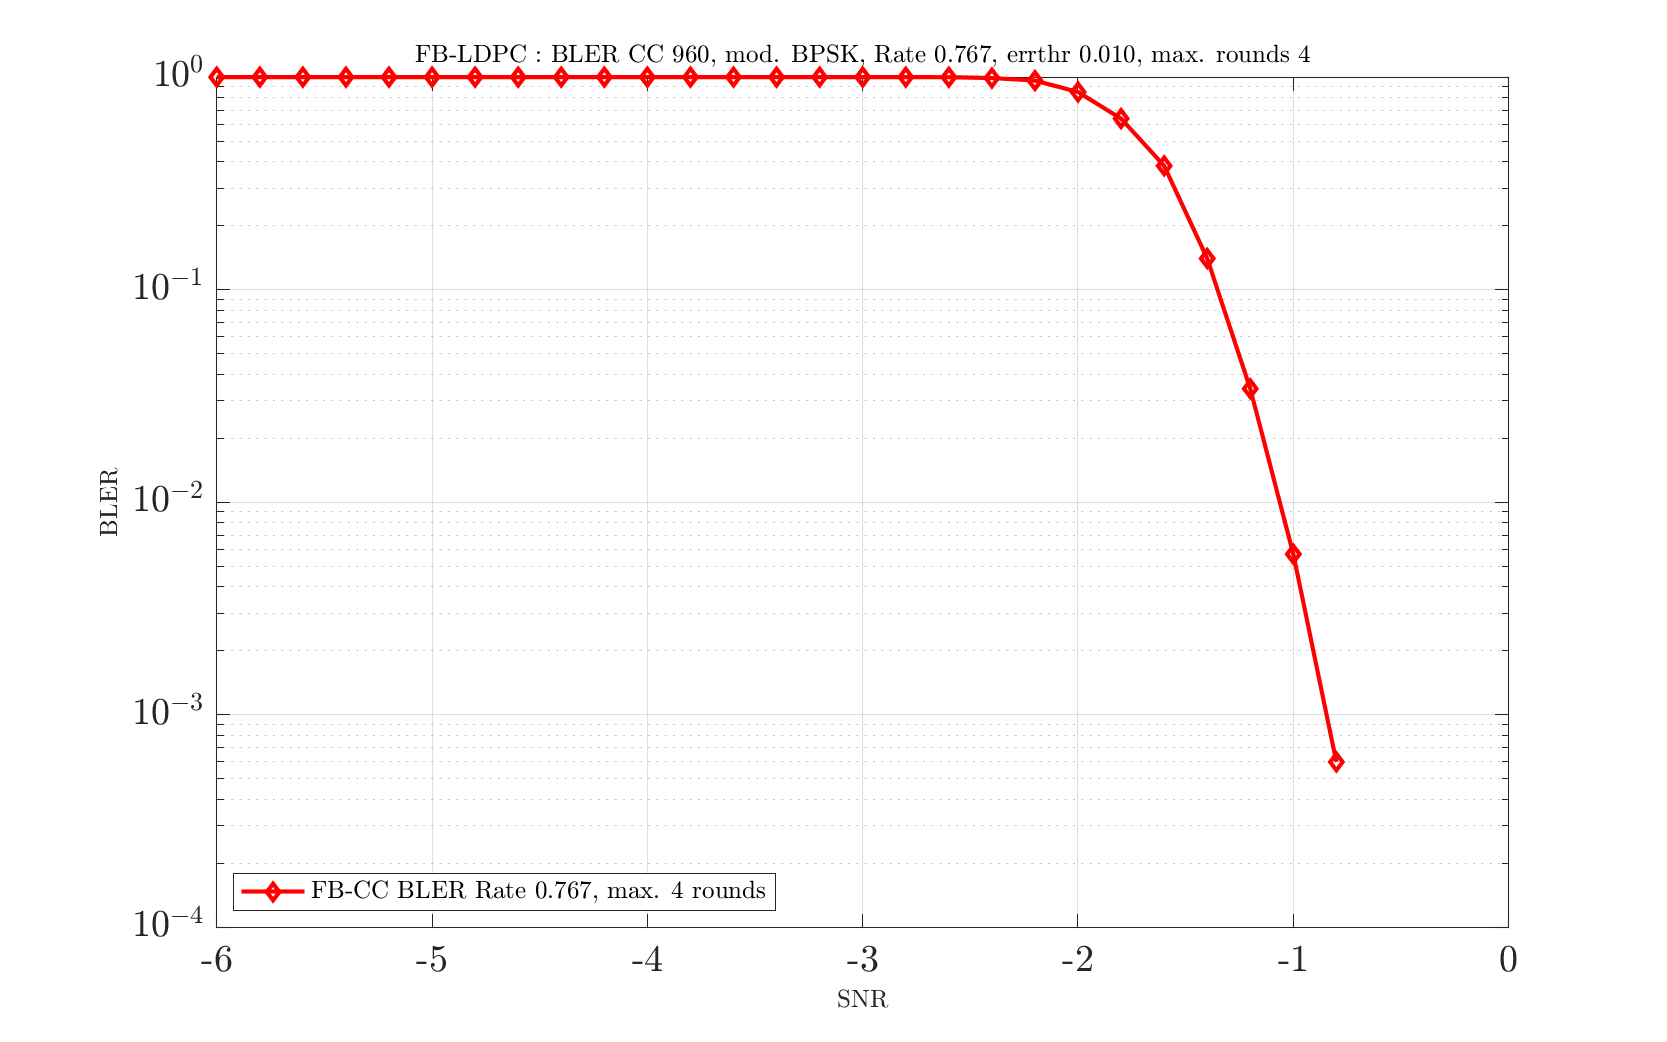 FB-LDPC : BLER CC 960, mod. BPSK, Rate 0.767, errthr 0.010, max. rounds 4
10^0
10^-1
10^-2
10^-3
10^-4
BLER
FB-CC BLER Rate 0.767, max. 4 rounds
-6 -5 -4 -3 -2 -1 0
SNR